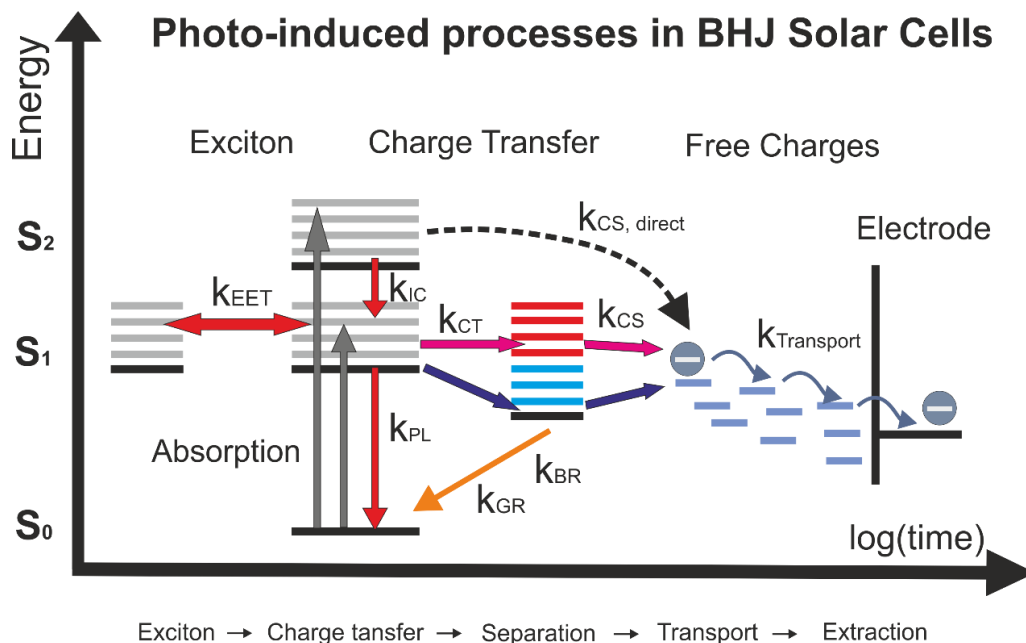 Photo-induced processes in BHJ Solar Cells
Energy
Exciton
Charge Transfer
Free Charges
S2
kCS, direct
Electrode
kEET
kIC
kCT
kCS
kTransport
S1
Absorption
kPL
kBR
kGR
S0
log(time)
Exciton → Charge tansfer → Separation → Transport → Extraction